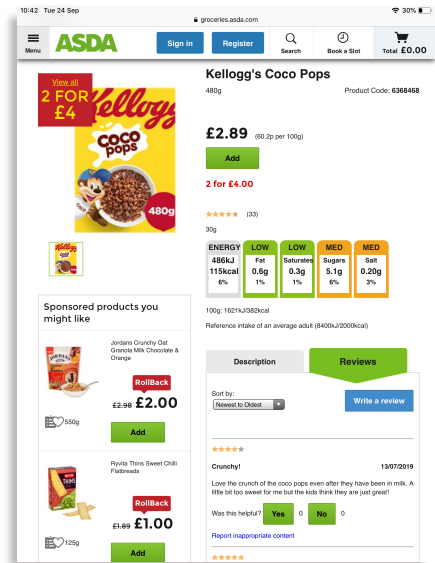 10:42 Tue 24 Sep
30%
groceries.asda.com
Menu
ASDA
Sign in
Register
Search
Book a Slot
Total £0.00
View all
2 FOR
£4
Kellogg's
coco
pops
480g
Kellogg's Coco Pops
480g
Product Code: 6368468
£2.89 (60.2p per 100g)
Add
2 for £4.00
(33)
30g
ENERGY LOW LOW MED MED
486kJ Fat Saturates Sugars Salt
115kcal 0.6g 0.3g 5.1g 0.20g
6% 1% 1% 6% 3%
100g: 1621kJ/382kcal
Reference intake of an average adult (8400kJ/2000kcal)
Sponsored products you
might like
Jordans Crunchy Oat
Granola Milk Chocolate &
Orange
JORDANS
RollBack
£2.98 £2.00
550g
Add
Ryvita Thins Sweet Chilli
Flatbreads
THINS
RollBack
£1.89 £1.00
125g
Add
Description
Reviews
Sort by:
Newest to Oldest
Write a review
Crunchy!
13/07/2019
Love the crunch of the coco pops even after they have been in milk. A
little bit too sweet for me but the kids think they are just great!
Was this helpful? Yes 0 No 0
Report inappropriate content